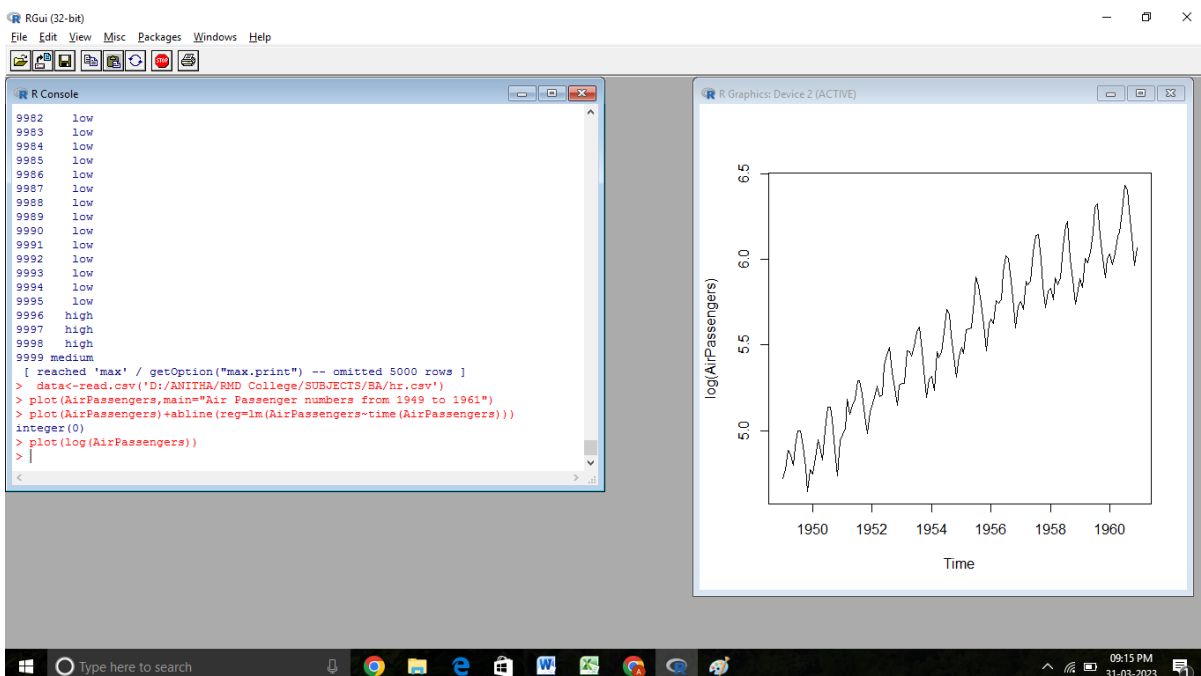 RGui (32-bit)
File Edit View Misc Packages Windows Help
STOP
R Console
9982 low
9983 low
9984 low
9985 low
9986 low
9987 low
9988 low
9989 low
9990 low
9991 low
9992 low
9993 low
9994 low
9995 low
9996 high
9997 high
9998 high
9999 medium
[ reached 'max' / getOption("max.print") -- omitted 5000 rows ]
> data<-read.csv('D:/ANITHA/RMD College/SUBJECTS/BA/hr.csv')
> plot(AirPassengers,main="Air Passenger numbers from 1949 to 1961")
> plot(AirPassengers)+abline(reg=lm(AirPassengers~time(AirPassengers)))
integer(0)
> plot(log(AirPassengers))
>
R Graphics: Device 2 (ACTIVE)
log(AirPassengers)
6.5
6.0
5.5
5.0
1950 1952 1954 1956 1958 1960
Time
Type here to search
09:15 PM
31-03-2023